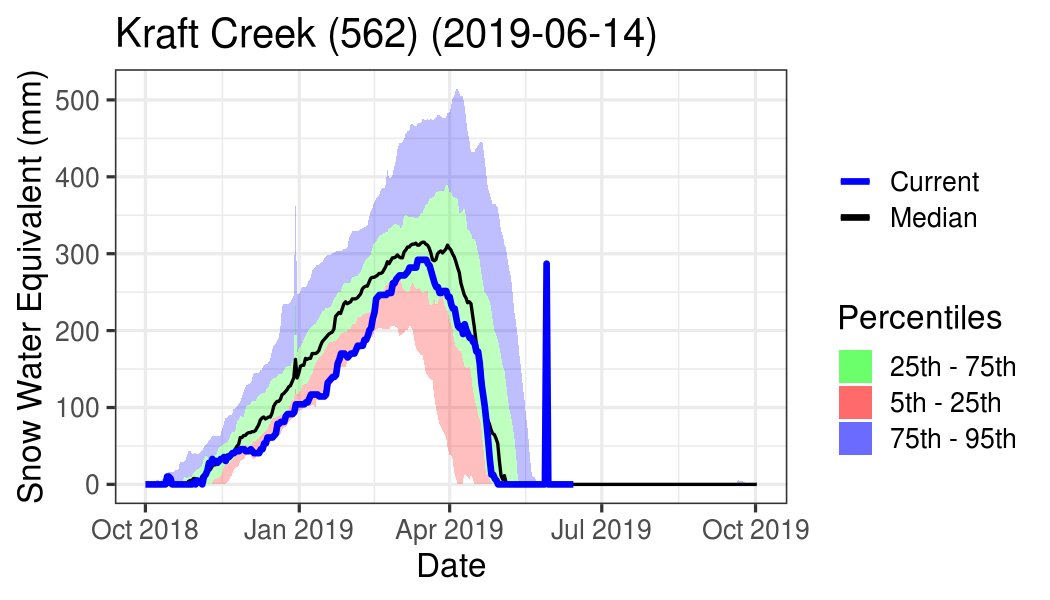 Kraft Creek (562) (2019-06-14)
Snow Water Equivalent (mm)
500
400
300
200
100
0
Oct 2018 Jan 2019 Apr 2019 Jul 2019 Oct 2019
Date
Current
Median
Percentiles
25th - 75th
5th - 25th
75th - 95th